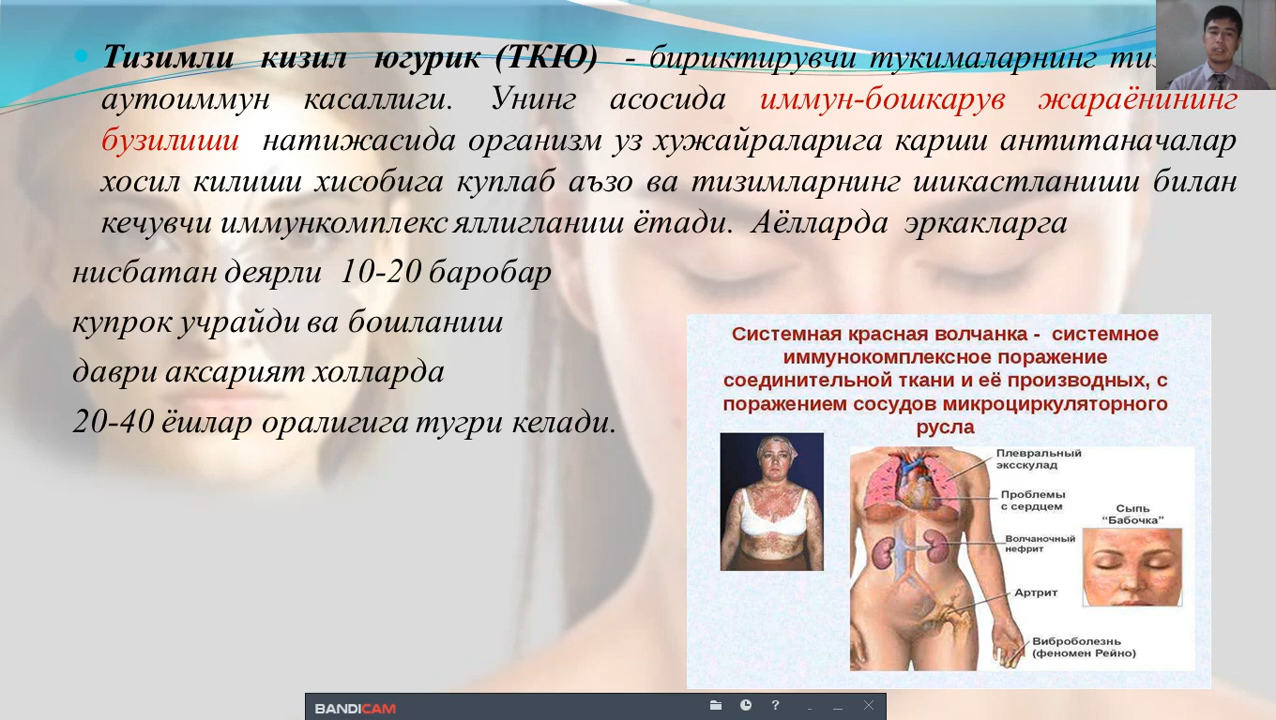 Тизимли кизил югурик (ТКЮ) - бириктирувчи тукималарнинг
аутоиммун касаллиги. Унинг асосида иммун-бошкарув жараёнининг
бузилиши натижасида организм уз хужайраларига карши антитаначалар
хосил килиши хисобига куплаб аъзо ва тизимларнинг шикастланиши билан
кечувчи иммункомплекс яллигланиш ётади. Аёлларда эркакларга
нисбатан деярли 10-20 баробар
купрок учрайди ва бошланиш
даври аксарият холларда
20-40 ёшлар оралигига тугри келади.
Системная красная волчанка - системное
иммунокомплексное поражение
соединительной ткани и её производных, с
поражением сосудов микроциркуляторного
русла
Плевральный
эксскулад
Проблемы
с сердцем
Сыпь
“Бабочка”
Волчаночный
нефрит
Артрит
Виброболезнь
(феномен Рейно)
BANDICAM